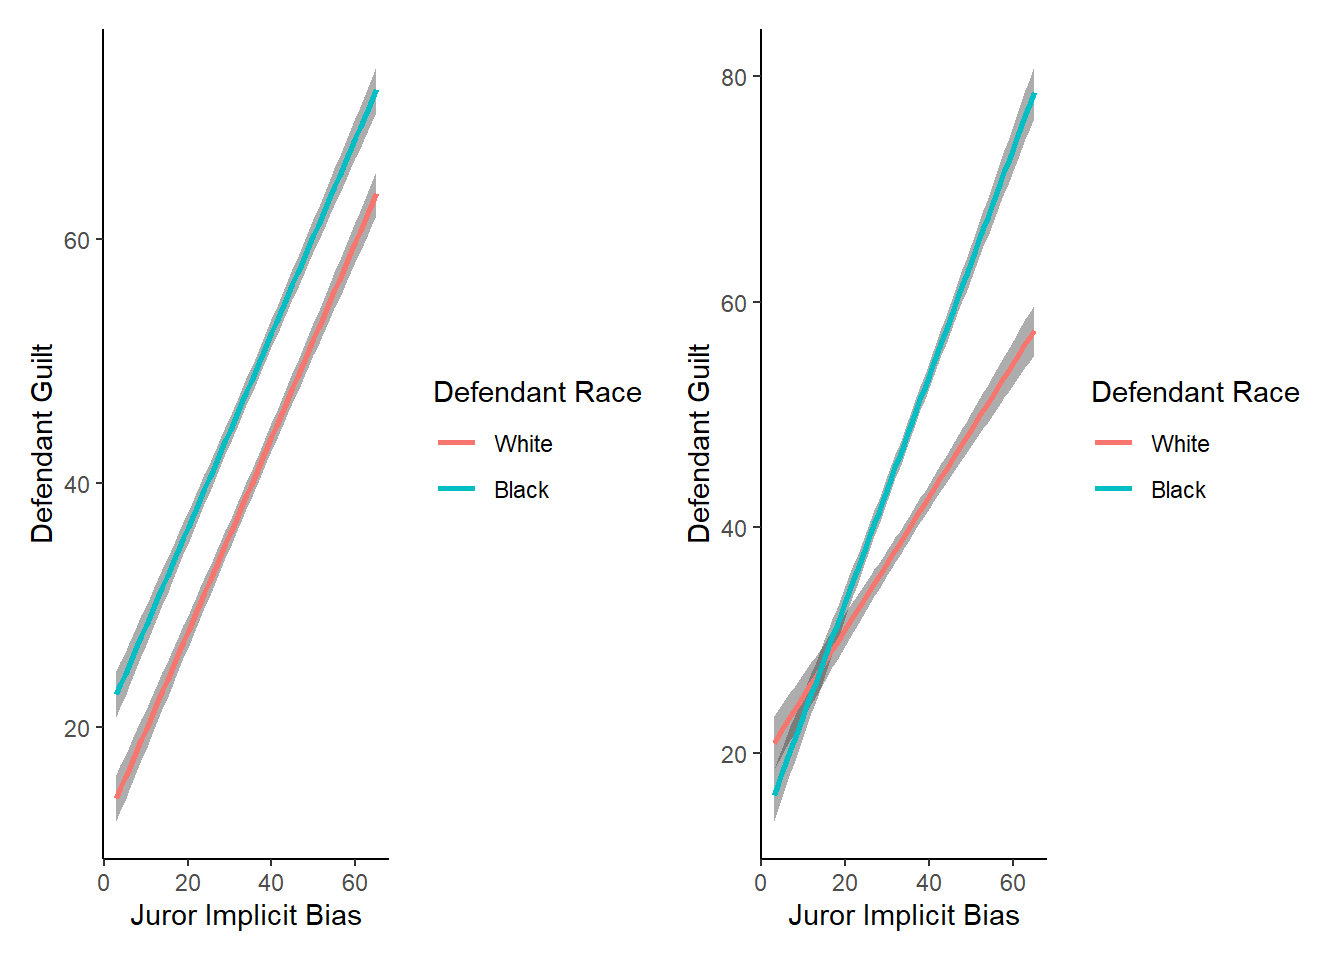 Defendant Guilt
60
40
20
0 20 40 60
Juror Implicit Bias
Defendant Race
White
Black
Defendant Guilt
80
60
40
20
0 20 40 60
Juror Implicit Bias
Defendant Race
White
Black